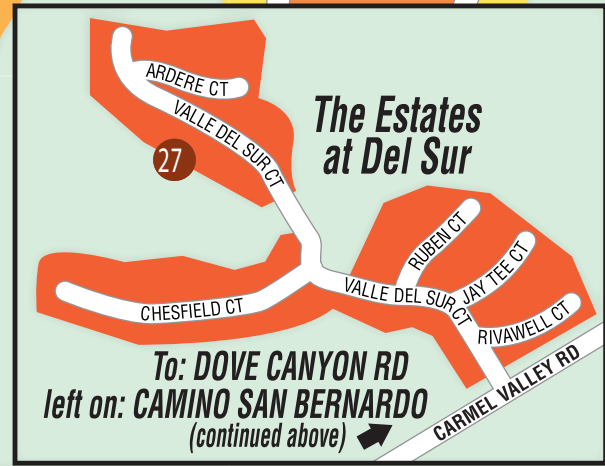 ARDERE CT
VALLE DEL SUR CT
27
The Estates
at Del Sur
RUBEN CT
JAY TEE CT
VALLE DEL SUR CT
CHESFIELD CT
RIVAWELL CT
To: DOVE CANYON RD
left on: CAMINO SAN BERNARDO
(continued above)
CARMEL VALLEY RD